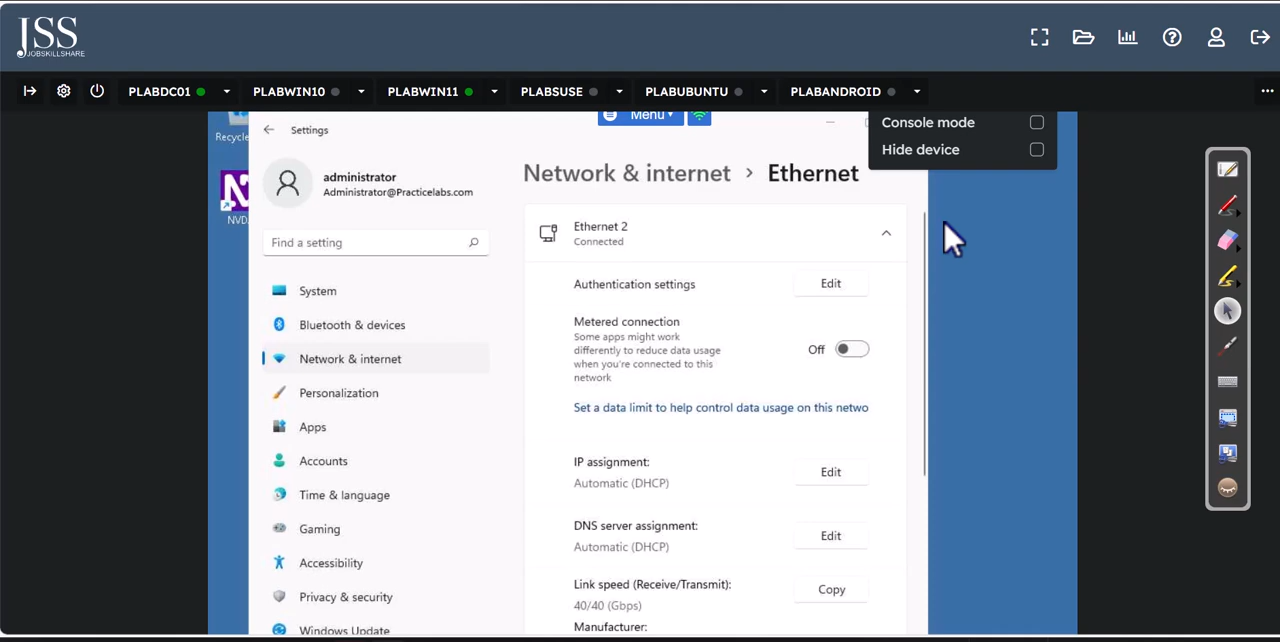 JSS
JOBSKILLSHARE
PLABDC01
PLABWIN10
PLABWIN11
PLABSUSE
PLABUBUNTU
PLABANDROID
Recycle
Settings
Menu
Console mode
Hide device
administrator
Administrator@Practicelabs.com
NVD
Find a setting
System
Bluetooth & devices
Network & internet
Personalization
Apps
Accounts
Time & language
Gaming
Accessibility
Privacy & security
Windows Update
Network & internet › Ethernet
Ethernet 2
Connected
Authentication settings
Edit
Metered connection
Some apps might work
differently to reduce data usage
when you're connected to this
network
Off
Set a data limit to help control data usage on this netwo
IP assignment:
Automatic (DHCP)
Edit
DNS server assignment:
Automatic (DHCP)
Edit
Link speed (Receive/Transmit):
40/40 (Gbps)
Copy
Manufacturer: